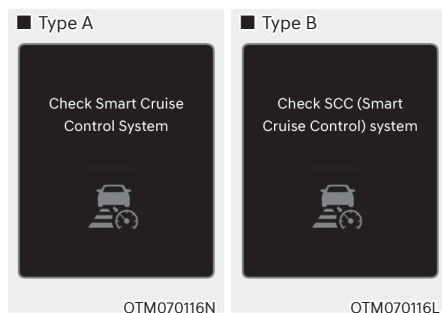 ■ Type A
Check Smart Cruise
Control System
OTM070116N
■ Type B
Check SCC (Smart
Cruise Control) system
OTM070116L